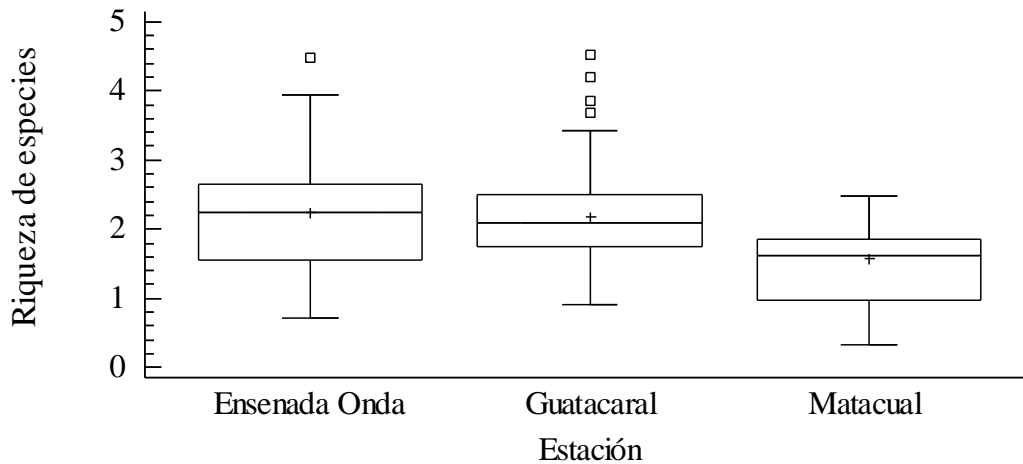 Riqueza de especies
5
4
3
2
1
0
Ensenada Onda
Guatacaral
Matacual
Estación